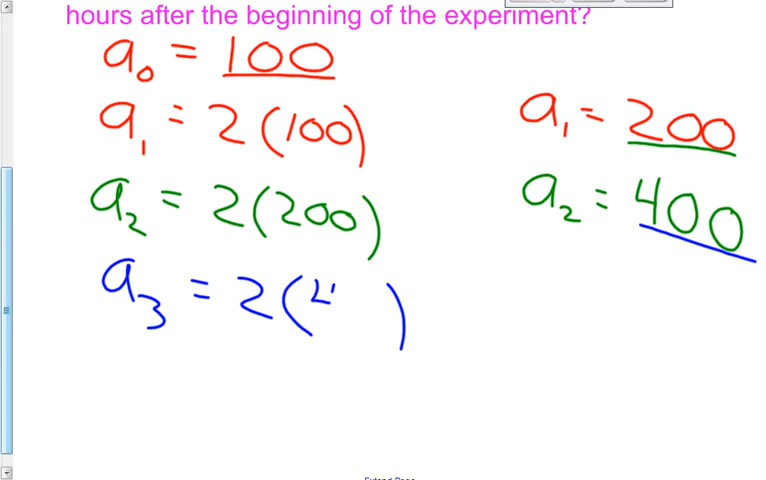 hours after the beginning of the experiment?
a₀ = 100
a₁ = 2(100)
a₁ = 200
a₂ = 2(200)
a₂ = 400
a₃ = 2(4 )